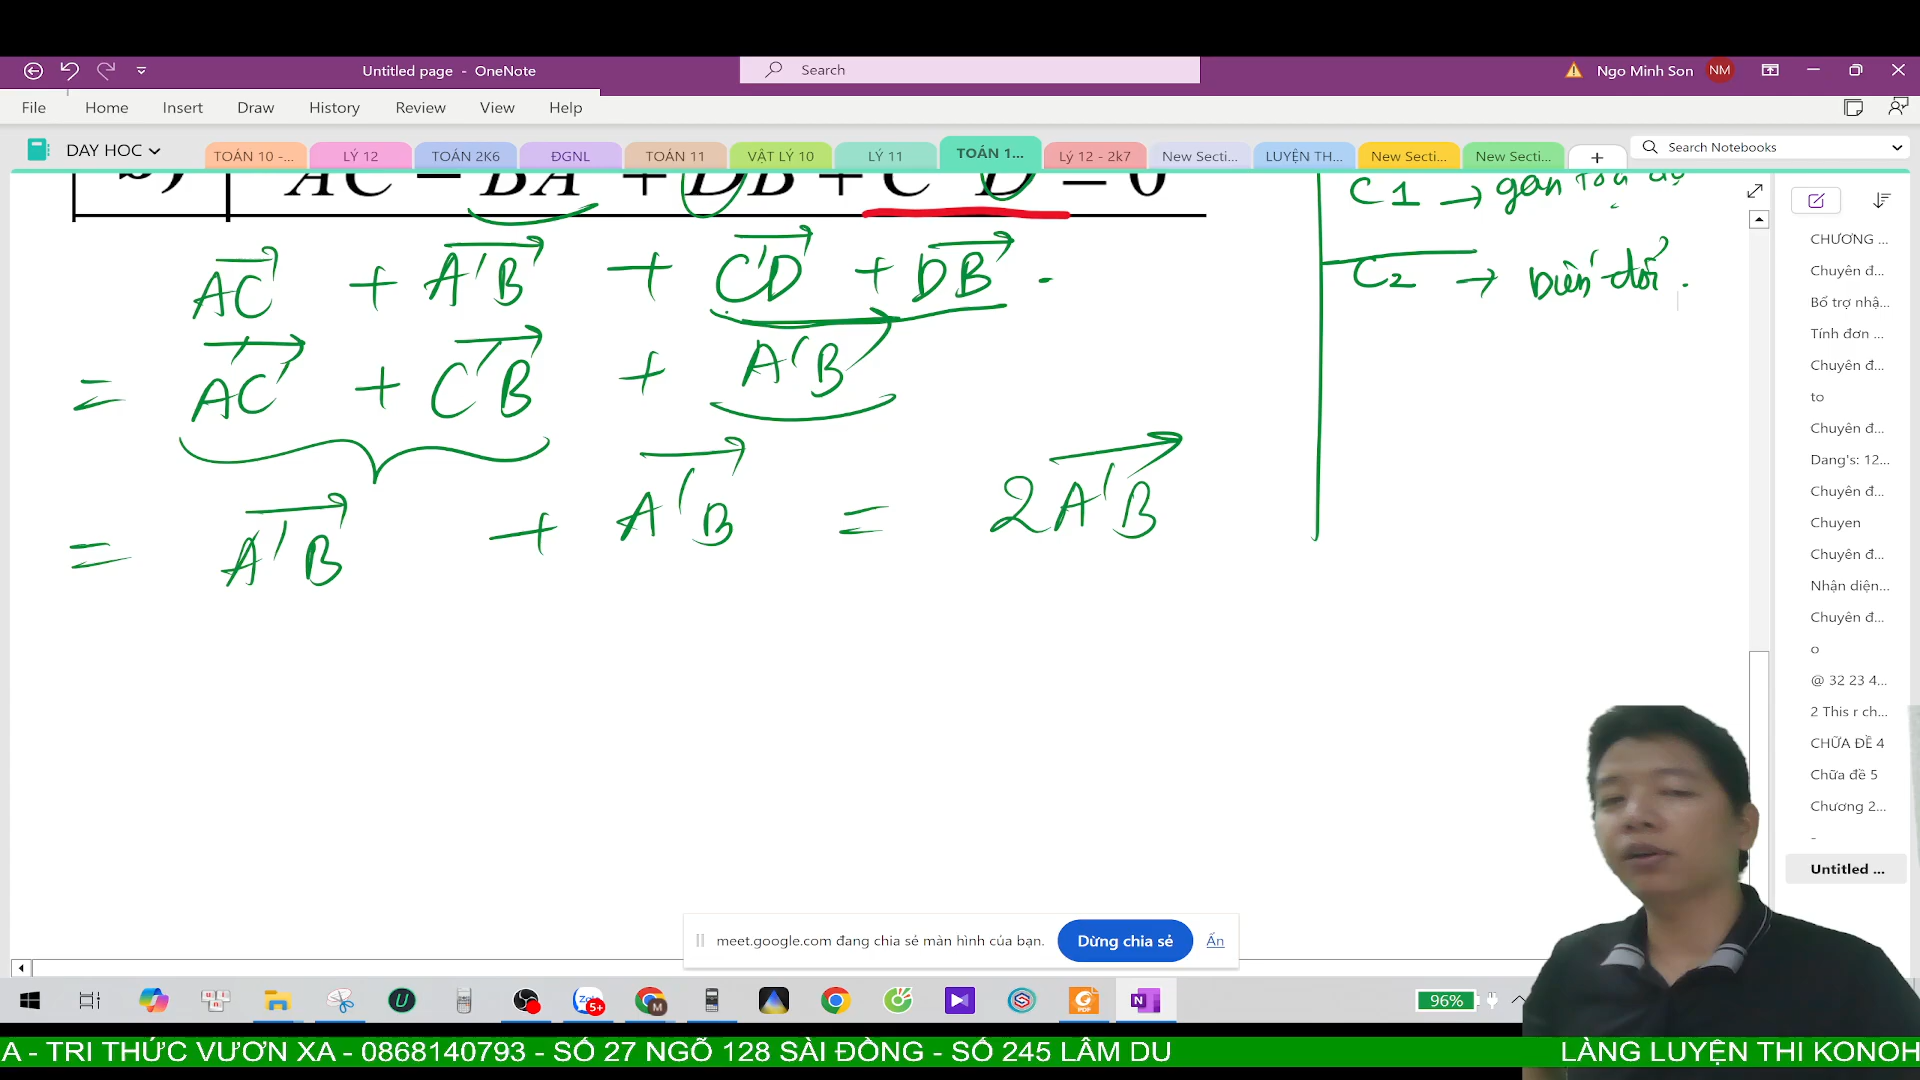 Untitled page - OneNote
Search
Ngo Minh Son NM
File Home Insert Draw History Review View Help
DAY HOC
TOÁN 10 -... LÝ 12 TOÁN 2K6 ĐGNL TOÁN 11 VẬT LÝ 10 LÝ 11 TOÁN 1... Lý 12 - 2k7 New Secti... LUYỆN TH... New Secti... New Secti... +
Search Notebooks
AC - BA + DB + C' D = 0
C1 → gán tọa độ
C2 → biến đổi.
AC + A'B + C'D + DB .
= AC' + C'B + A'B
= A'B + A'B = 2A'B
CHƯƠNG ...
Chuyên đ...
Bổ trợ nhậ...
Tính đơn ...
Chuyên đ...
to
Chuyên đ...
Dang's: 12...
Chuyên đ...
Chuyen
Chuyên đ...
Nhận diện...
Chuyên đ...
o
@ 32 23 4...
2 This r ch...
CHỮA ĐỀ 4
Chữa đề 5
Chương 2...
-
Untitled ...
meet.google.com đang chia sẻ màn hình của bạn. Dừng chia sẻ Ẩn
96%
A - TRI THỨC VƯƠN XA - 0868140793 - SỐ 27 NGÕ 128 SÀI ĐỒNG - SỐ 245 LÂM DU LÀNG LUYỆN THI KONOH